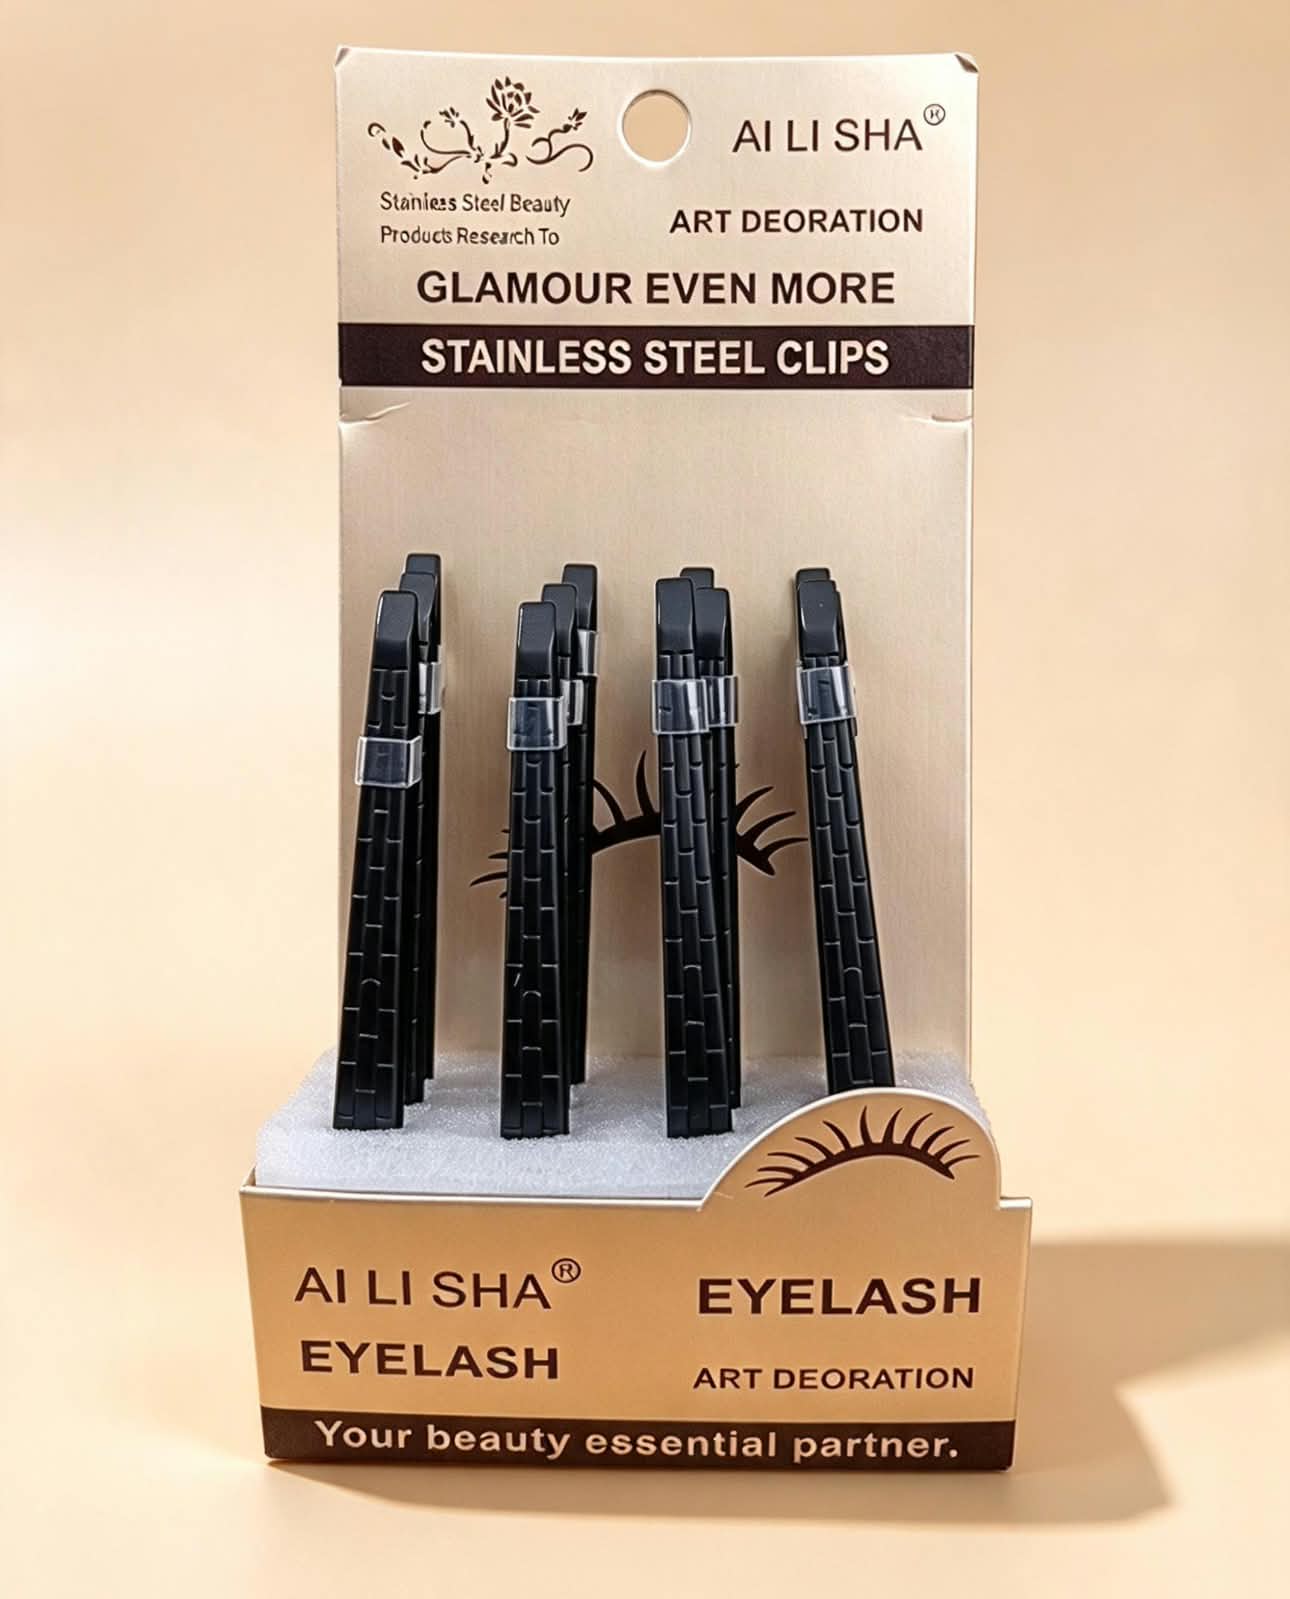 AI LI SHA®
Stainless Steel Beauty
Products Research To
ART DEORATION
GLAMOUR EVEN MORE
STAINLESS STEEL CLIPS
AI LI SHA®
EYELASH
EYELASH
ART DEORATION
Your beauty essential partner.